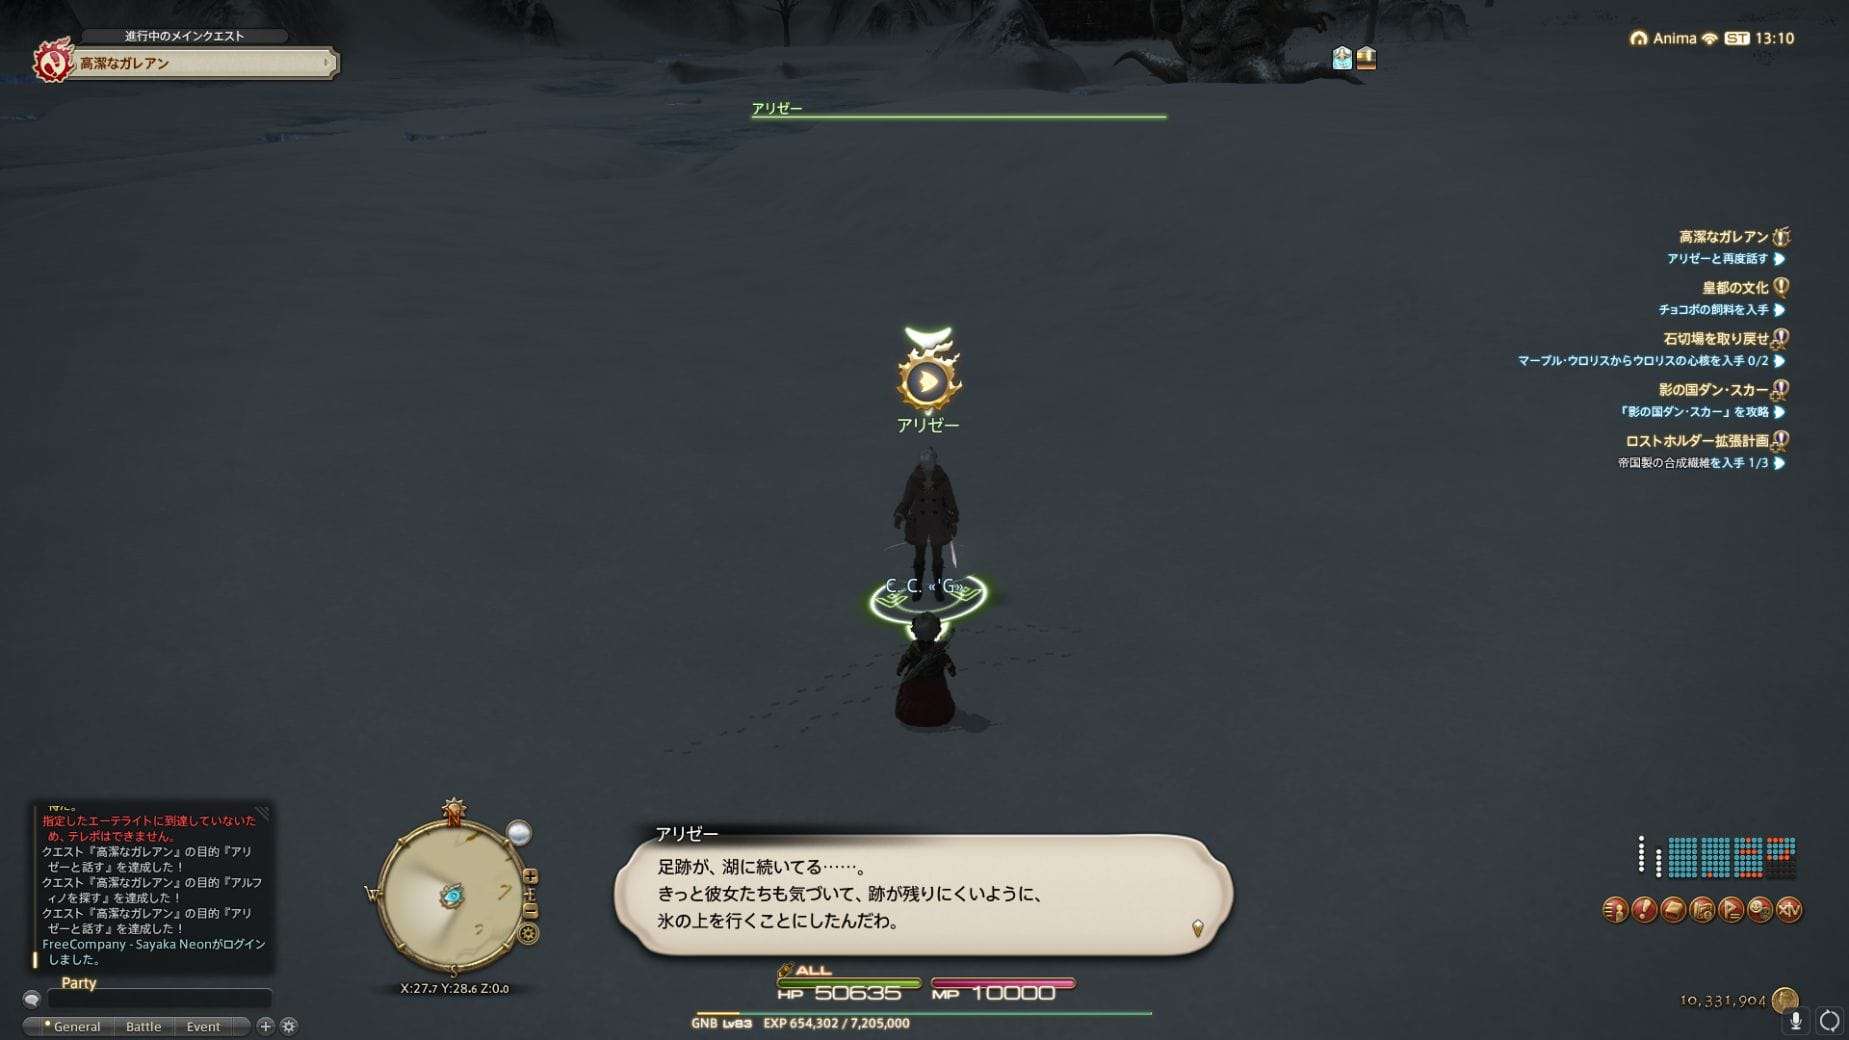 進行中のメインクエスト
高潔なガレアン
アリゼー
Anima ST 13:10
高潔なガレアン
アリゼーと再度話す
皇都の文化
チョコボの飼料を入手
石切場を取り戻せ
マーブル・ウロリスからウロリスの心核を入手 0/2
影の国ダン・スカー
「影の国ダン・スカー」を攻略
ロストホルダー拡張計画
帝国製の合成繊維を入手 1/3
アリゼー
C. C. «'G»
指定したエーテライトに到達していないた
め、テレポはできません。
クエスト『高潔なガレアン』の目的『アリ
ゼーと話す』を達成した！
クエスト『高潔なガレアン』の目的『アルフ
ィノを探す』を達成した！
クエスト『高潔なガレアン』の目的『アリ
ゼーと話す』を達成した！
FreeCompany - Sayaka Neonがログイン
しました。
Party
General Battle Event
N
W
S
X:27.7 Y:28.6 Z:0.0
アリゼー
足跡が、湖に続いてる……。
きっと彼女たちも気づいて、跡が残りにくいように、
氷の上を行くことにしたんだわ。
ALL
HP 50635 MP 10000
GNB Lv83 EXP 654,302 / 7,205,000
XIV
10,331,904